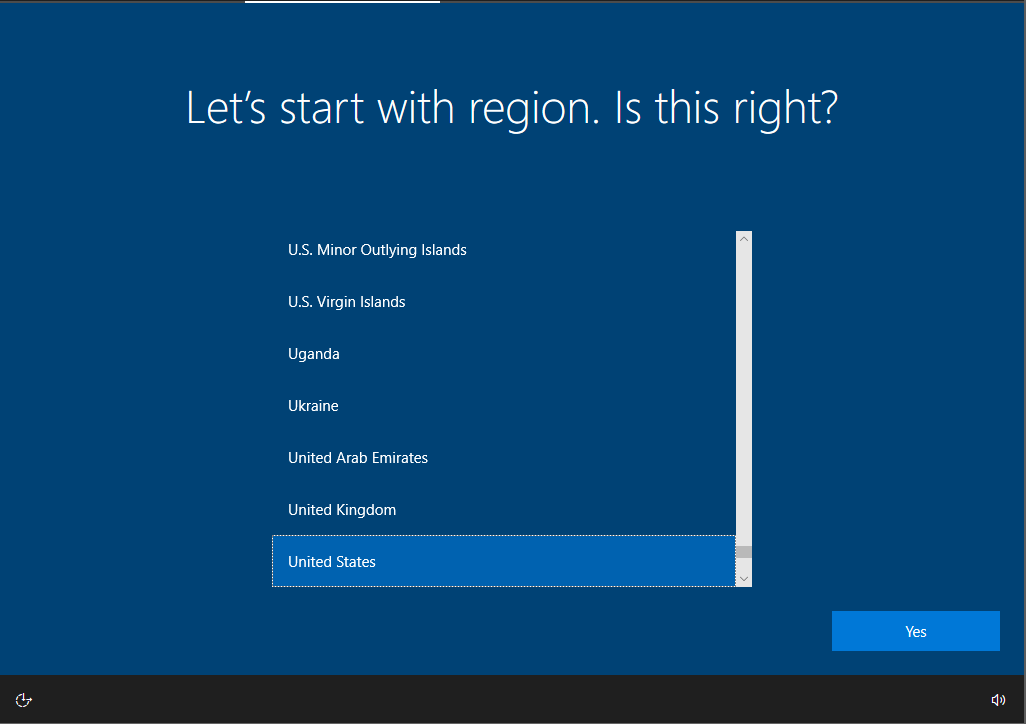 Let’s start with region. Is this right?
U.S. Minor Outlying Islands
U.S. Virgin Islands
Uganda
Ukraine
United Arab Emirates
United Kingdom
United States
Yes